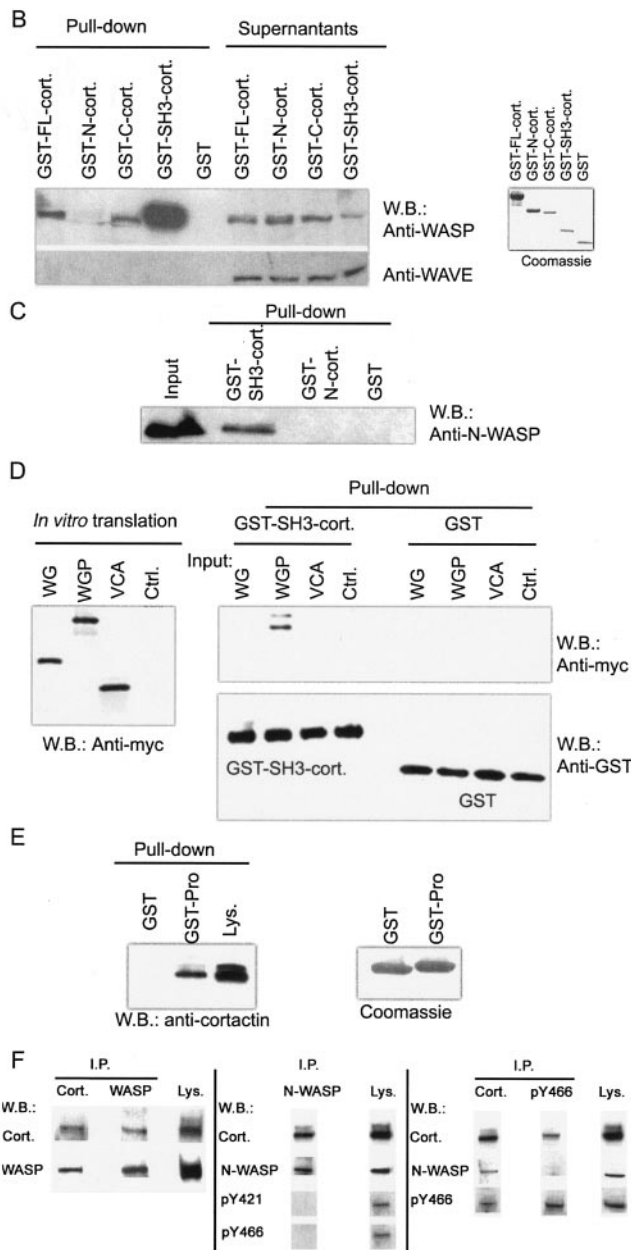 B
Pull-down
Supernantants
GST-FL-cort.
GST-N-cort.
GST-C-cort.
GST-SH3-cort.
GST
GST-FL-cort.
GST-N-cort.
GST-C-cort.
GST-SH3-cort.
W.B.:
Anti-WASP
Anti-WAVE
GST-FL-cort.
GST-N-cort.
GST-C-cort.
GST-SH3-cort.
GST
Coomassie
C
Pull-down
Input
GST-
SH3-cort.
GST-
N-cort.
GST
W.B.:
Anti-N-WASP
D
Pull-down
In vitro translation
GST-SH3-cort.
GST
Input:
WG
WGP
VCA
Ctrl.
WG
WGP
VCA
Ctrl.
WG
WGP
VCA
Ctrl.
W.B.:
Anti-myc
W.B.: Anti-myc
W.B.:
Anti-GST
GST-SH3-cort.
GST
E
Pull-down
GST
GST-Pro
Lys.
W.B.: anti-cortactin
GST
GST-Pro
Coomassie
F
I.P.
Cort. WASP Lys.
W.B.:
Cort.
WASP
I.P.
N-WASP Lys.
W.B.:
Cort.
N-WASP
pY421
pY466
I.P.
Cort. pY466 Lys.
W.B.:
Cort.
N-WASP
pY466